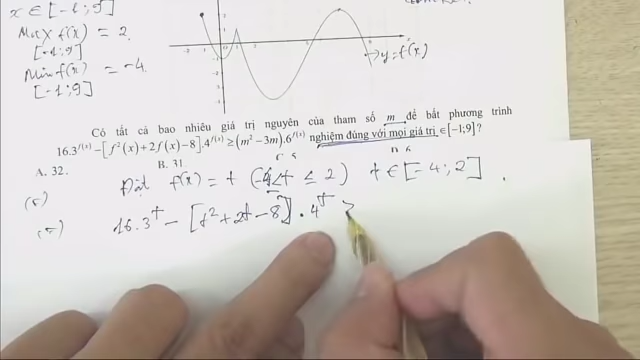 x ∈ [-1;9]
Max f(x) = 2
[-1;9]
Min f(x) = -4.
[-1;9]
y=f(x)
Có tất cả bao nhiêu giá trị nguyên của tham số m để bất phương trình
16.3^{f(x)} − [f²(x)+2f(x)−8].4^{f(x)} ≥ (m²−3m).6^{f(x)} nghiệm đúng với mọi giá trị ∈[−1;9]?
A. 32. B. 31
Đặt f(x) = t (-4 ≤ t ≤ 2) t ∈ [-4;2]
16.3^t - [t²+2t-8].4^t ≥